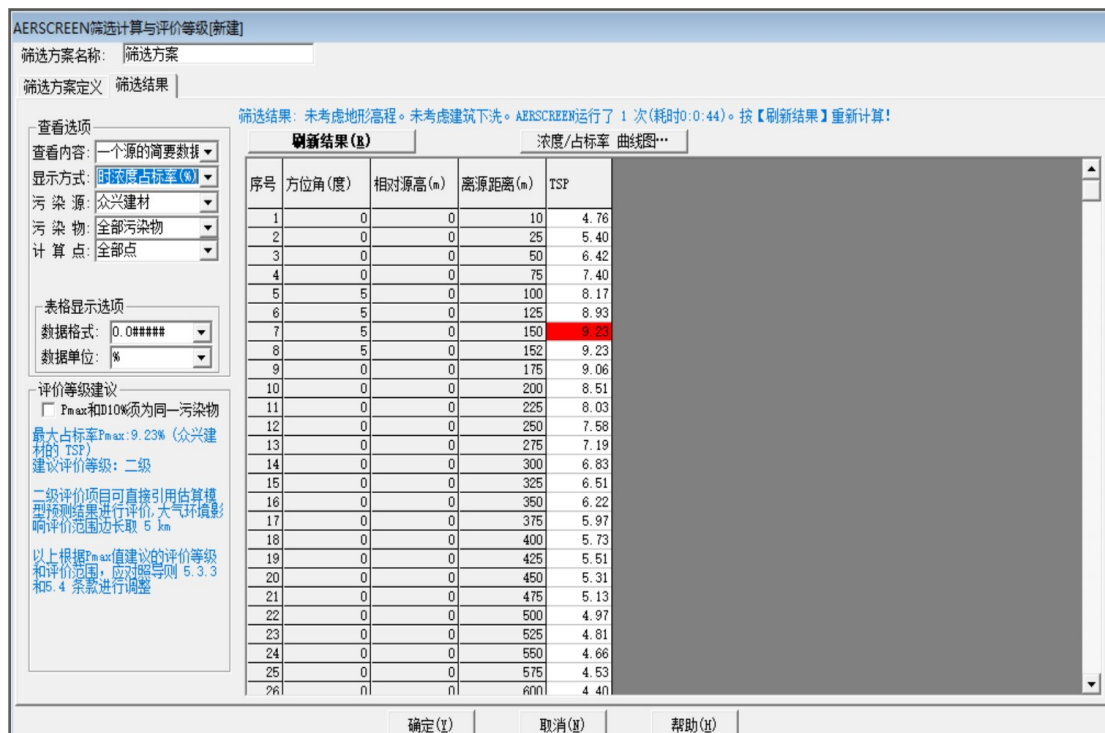 AERSCREEN筛选计算与评价等级[新建]
筛选方案名称: 筛选方案
筛选方案定义 筛选结果
筛选结果: 未考虑地形高程。未考虑建筑下洗。AERSCREEN运行了 1 次(耗时0:0:44)。按【刷新结果】重新计算!
刷新结果(R) 浓度/占标率 曲线图…
查看选项
查看内容: 一个源的简要数据
显示方式: 时浓度占标率(%)
污 染 源: 众兴建材
污 染 物: 全部污染物
计 算 点: 全部点
表格显示选项
数据格式: 0.0#####
数据单位: %
评价等级建议
Pmax和D10%须为同一污染物
最大占标率Pmax:9.23% (众兴建
材的 TSP)
建议评价等级: 二级
二级评价项目可直接引用估算模
型预测结果进行评价,大气环境影
响评价范围边长取 5 km
以上根据Pmax值建议的评价等级
和评价范围, 应对照导则 5.3.3
和5.4 条款进行调整
序号 方位角(度) 相对源高(m) 离源距离(m) TSP
1 0 0 10 4.76
2 0 0 25 5.40
3 0 0 50 6.42
4 0 0 75 7.40
5 5 0 100 8.17
6 5 0 125 8.93
7 5 0 150 9.23
8 5 0 152 9.23
9 0 0 175 9.06
10 0 0 200 8.51
11 0 0 225 8.03
12 0 0 250 7.58
13 0 0 275 7.19
14 0 0 300 6.83
15 0 0 325 6.51
16 0 0 350 6.22
17 0 0 375 5.97
18 0 0 400 5.73
19 0 0 425 5.51
20 0 0 450 5.31
21 0 0 475 5.13
22 0 0 500 4.97
23 0 0 525 4.81
24 0 0 550 4.66
25 0 0 575 4.53
26 0 0 600 4.40
确定(Y) 取消(N) 帮助(H)